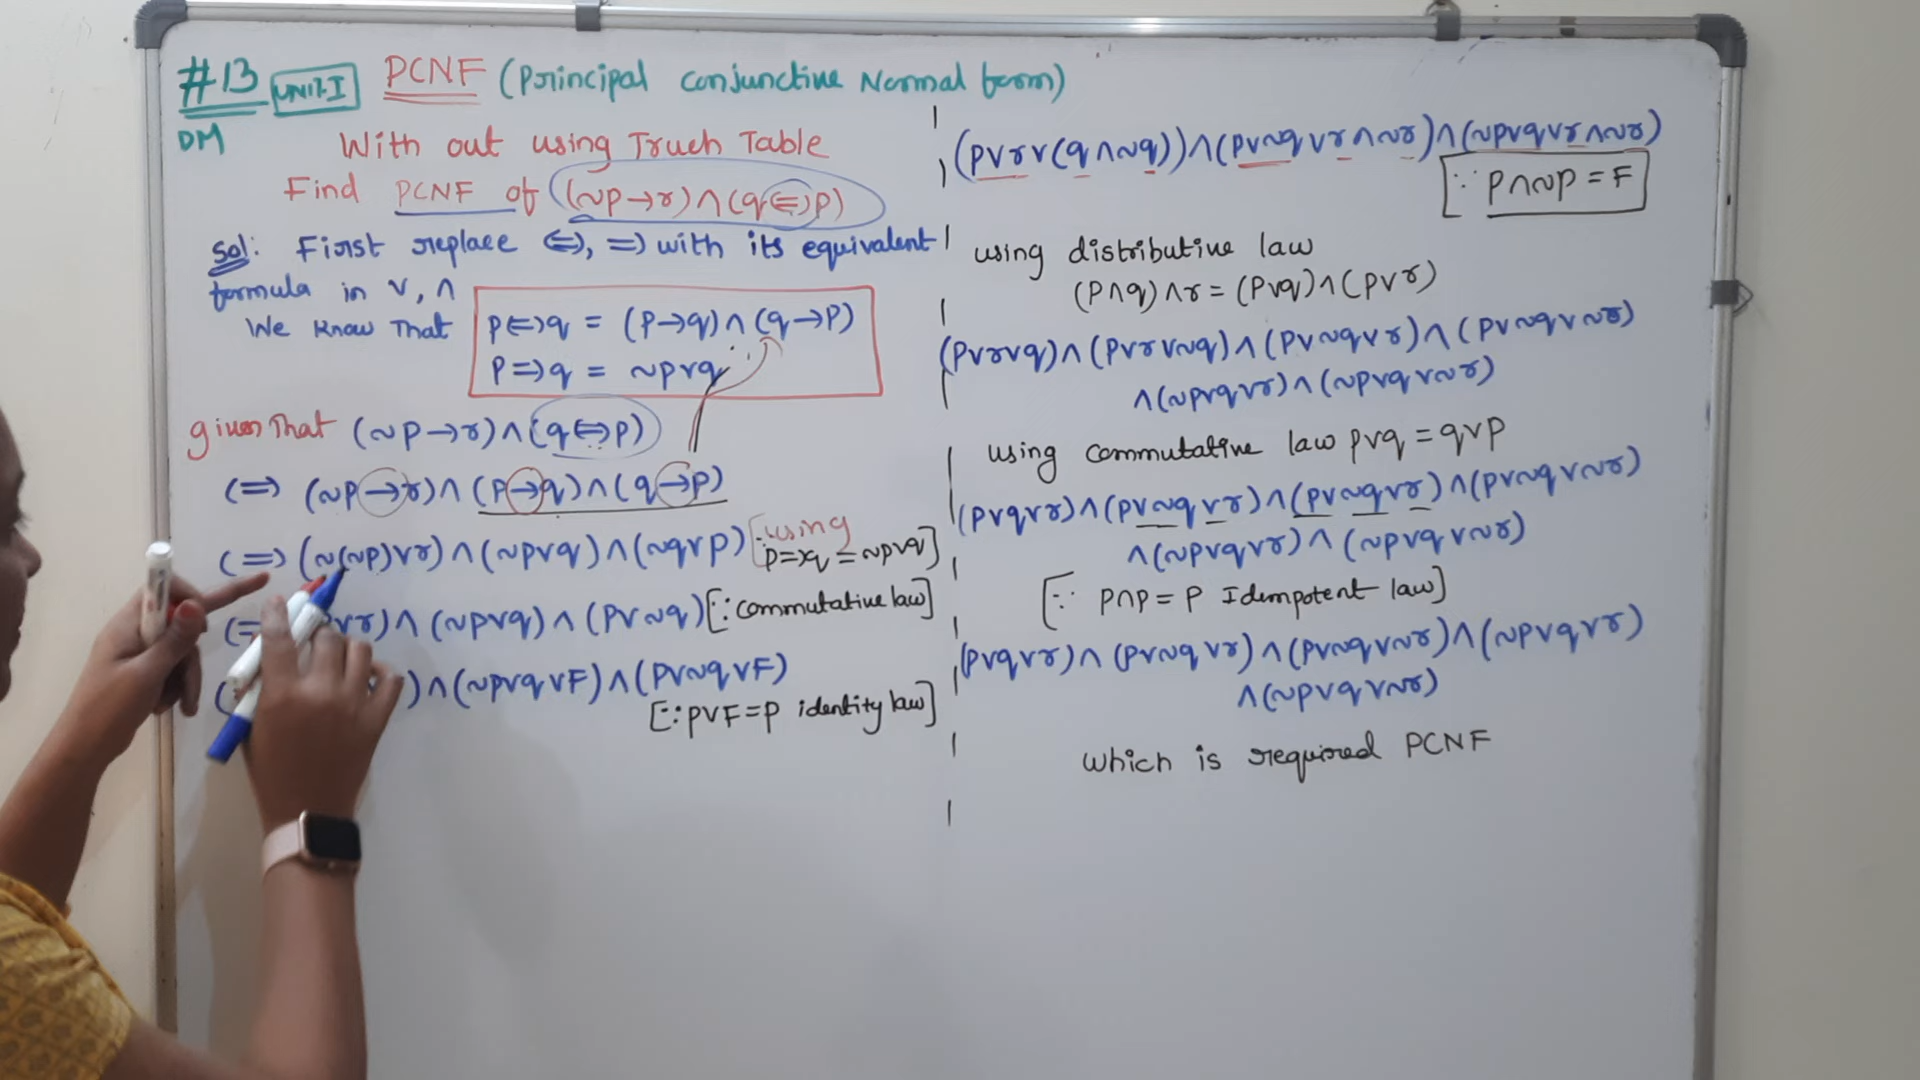 #13 UNIT-I PCNF (Principal Conjunctive Normal form)
DM
With out using Truth Table
Find PCNF of (~p→r)∧(q⇔p)
Sol: First replace ⇔, ⇒ with its equivalent
formula in ∨, ∧
We Know That
p⇔q = (p→q)∧(q→p)
p⇒q = ~p∨q
given That (~p→r)∧(q⇔p)
(⇒) (~p→r)∧(p→q)∧(q→p)
(⇒) (~(~p)∨r)∧(~p∨q)∧(~q∨p) [∵using
p⇒q=~p∨q]
∨r)∧(~p∨q)∧(p∨~q) [∵commutative law]
)∧(~p∨q∨F)∧(p∨~q∨F)
[∵p∨F=p identity law]
(p∨r∨(q∧~q))∧(p∨~q∨r∧~r)∧(~p∨q∨r∧~r)
∵ p∧~p=F
using distributive law
(p∧q)∧r=(p∨q)∧(p∨r)
(p∨r∨q)∧(p∨r∨~q)∧(p∨~q∨r)∧(p∨~q∨~r)
∧(~p∨q∨r)∧(~p∨q∨~r)
using commutative law p∨q=q∨p
(p∨q∨r)∧(p∨~q∨r)∧(p∨~q∨r)∧(p∨~q∨~r)
∧(~p∨q∨r)∧(~p∨q∨~r)
[∵ p∧p=p Idempotent law]
(p∨q∨r)∧(p∨~q∨r)∧(p∨~q∨~r)∧(~p∨q∨r)
∧(~p∨q∨~r)
which is required PCNF